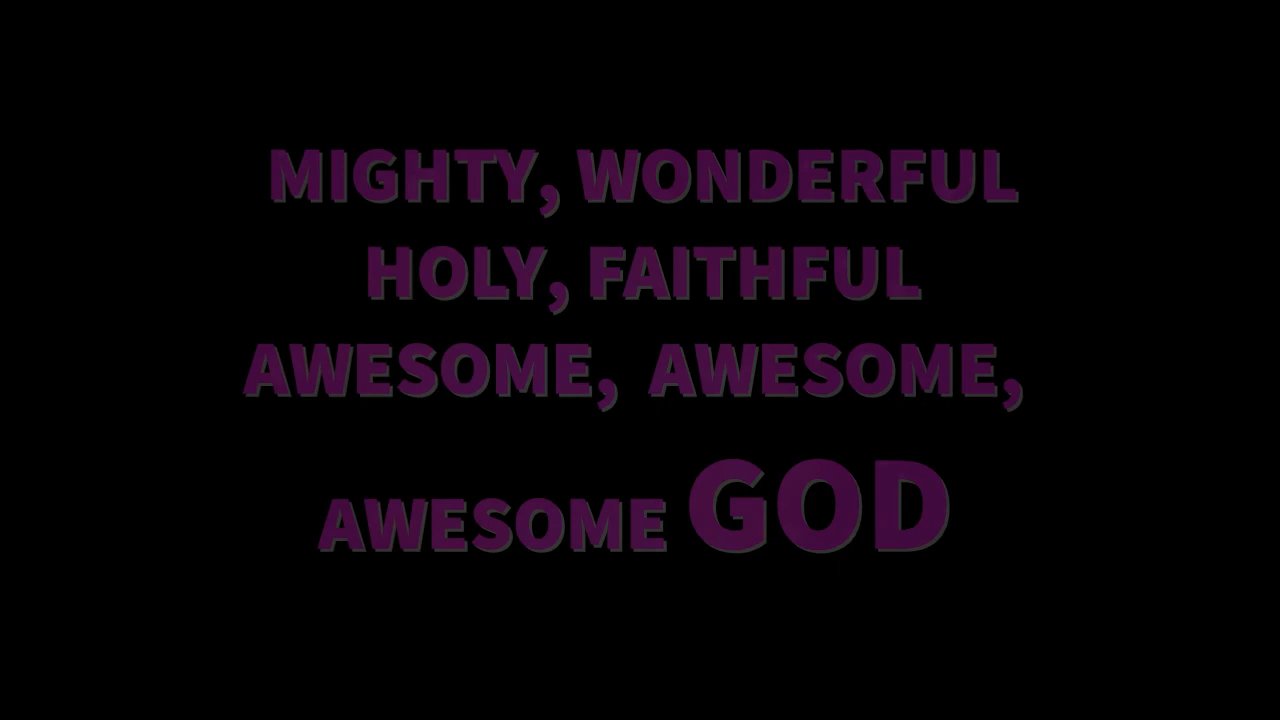 MIGHTY, WONDERFUL
HOLY, FAITHFUL
AWESOME, AWESOME,
AWESOME GOD